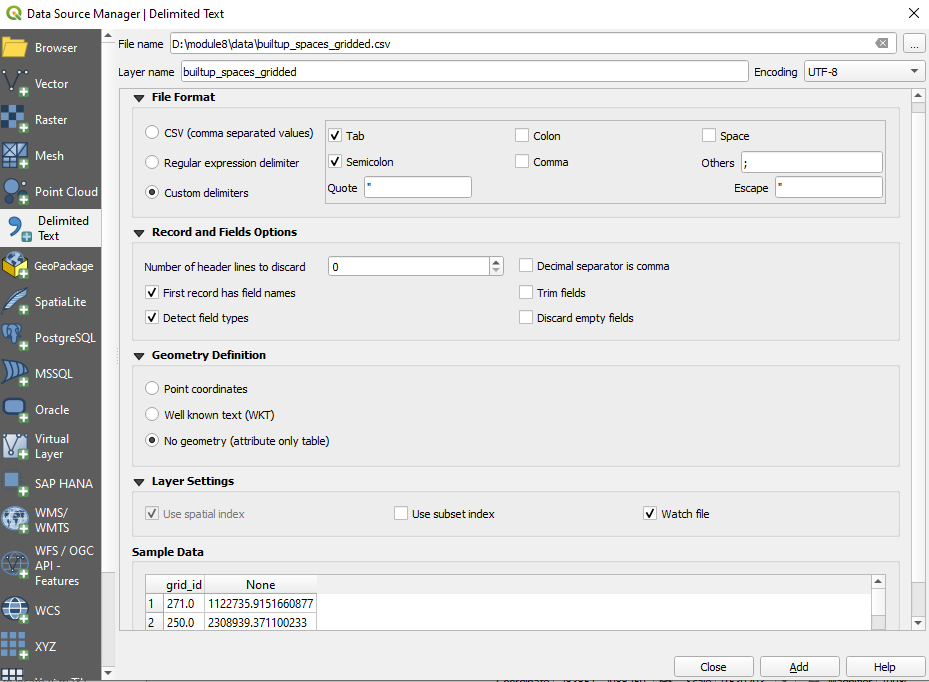 Data Source Manager | Delimited Text
Browser
Vector
Raster
Mesh
Point Cloud
Delimited
Text
GeoPackage
SpatiaLite
PostgreSQL
MSSQL
Oracle
Virtual
Layer
SAP HANA
WMS/
WMTS
WFS / OGC
API -
Features
WCS
XYZ
File name D:\module8\data\builtup_spaces_gridded.csv ...
Layer name builtup_spaces_gridded Encoding UTF-8
File Format
CSV (comma separated values) Tab Colon Space
Regular expression delimiter Semicolon Comma Others ;
Custom delimiters Quote " Escape "
Record and Fields Options
Number of header lines to discard 0 Decimal separator is comma
First record has field names Trim fields
Detect field types Discard empty fields
Geometry Definition
Point coordinates
Well known text (WKT)
No geometry (attribute only table)
Layer Settings
Use spatial index Use subset index Watch file
Sample Data
grid_id None
1 271.0 1122735.9151660877
2 250.0 2308939.371100233
Close Add Help